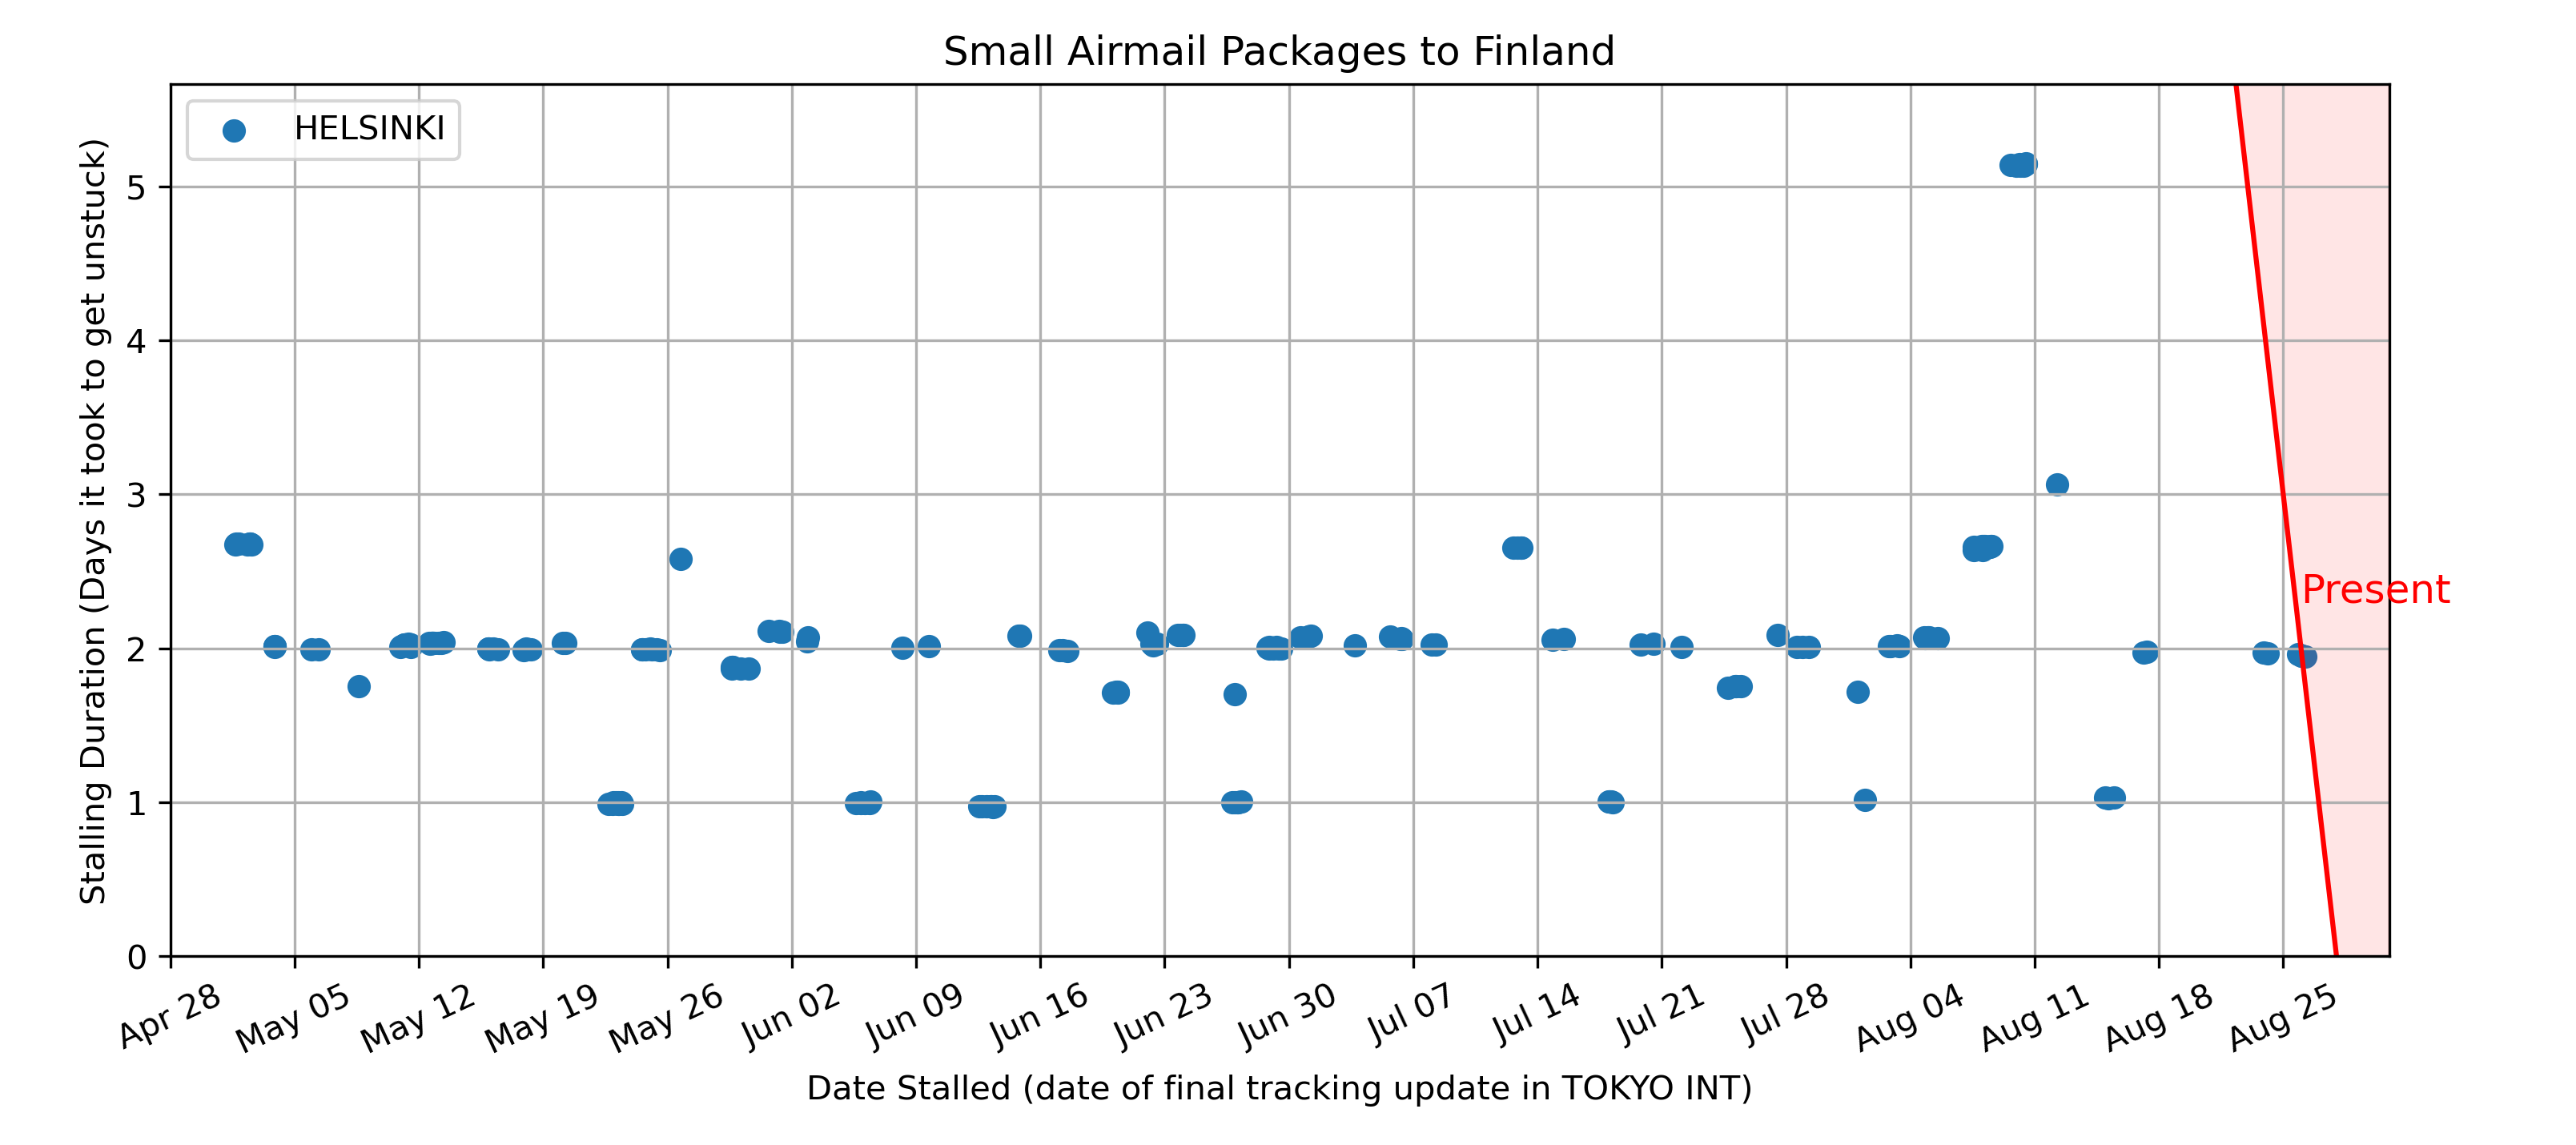 Small Airmail Packages to Finland
HELSINKI
Stalling Duration (Days it took to get unstuck)
5
4
3
2
1
0
Present
Apr 28
May 05
May 12
May 19
May 26
Jun 02
Jun 09
Jun 16
Jun 23
Jun 30
Jul 07
Jul 14
Jul 21
Jul 28
Aug 04
Aug 11
Aug 18
Aug 25
Date Stalled (date of final tracking update in TOKYO INT)